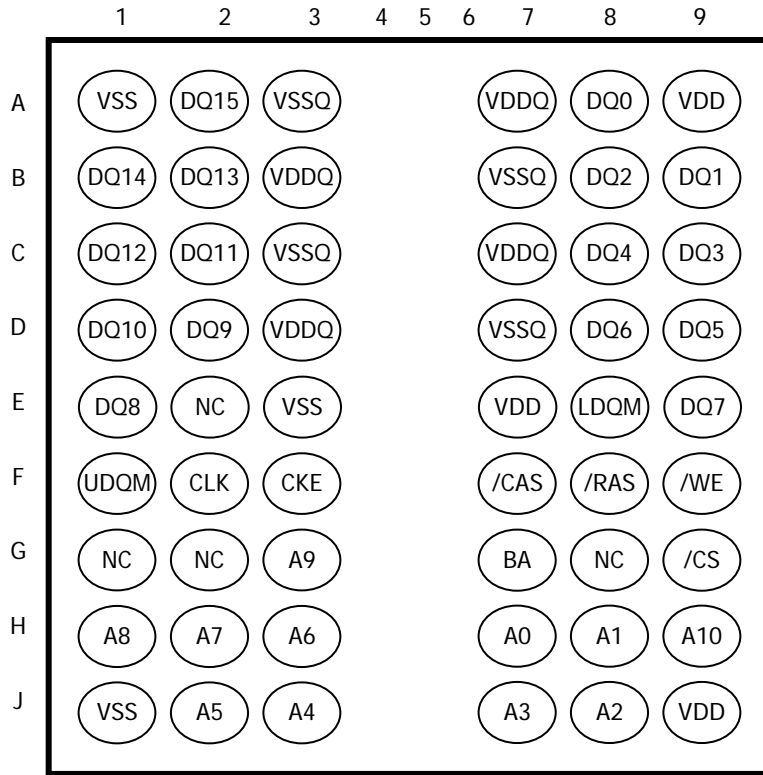 1 2 3 4 5 6 7 8 9
A VSS DQ15 VSSQ VDDQ DQ0 VDD
B DQ14 DQ13 VDDQ VSSQ DQ2 DQ1
C DQ12 DQ11 VSSQ VDDQ DQ4 DQ3
D DQ10 DQ9 VDDQ VSSQ DQ6 DQ5
E DQ8 NC VSS VDD LDQM DQ7
F UDQM CLK CKE /CAS /RAS /WE
G NC NC A9 BA NC /CS
H A8 A7 A6 A0 A1 A10
J VSS A5 A4 A3 A2 VDD